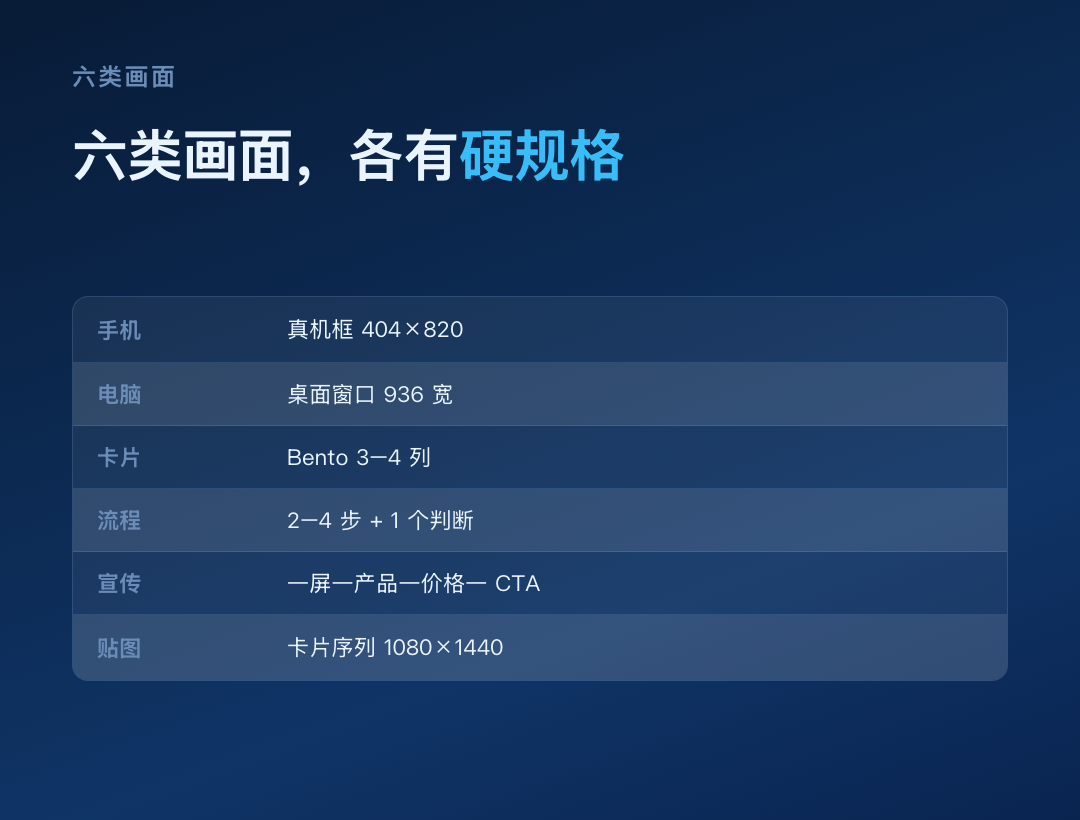 六类画面
六类画面，各有硬规格
手机 真机框 404×820
电脑 桌面窗口 936 宽
卡片 Bento 3–4 列
流程 2–4 步 + 1 个判断
宣传 一屏一产品一价格一 CTA
贴图 卡片序列 1080×1440